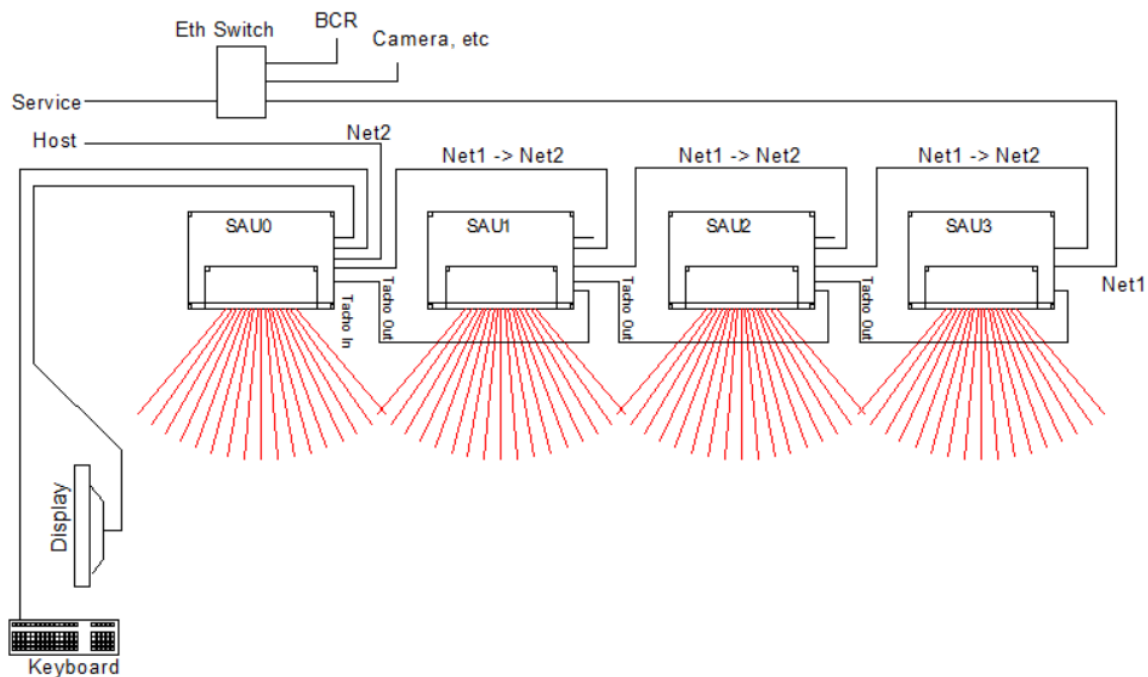 BCR
Eth Switch
Camera, etc
Service
Host
Net2
Net1 -> Net2
Net1 -> Net2
Net1 -> Net2
SAU0
SAU1
SAU2
SAU3
Net1
Tacho In
Tacho Out
Tacho Out
Tacho Out
Display
Keyboard